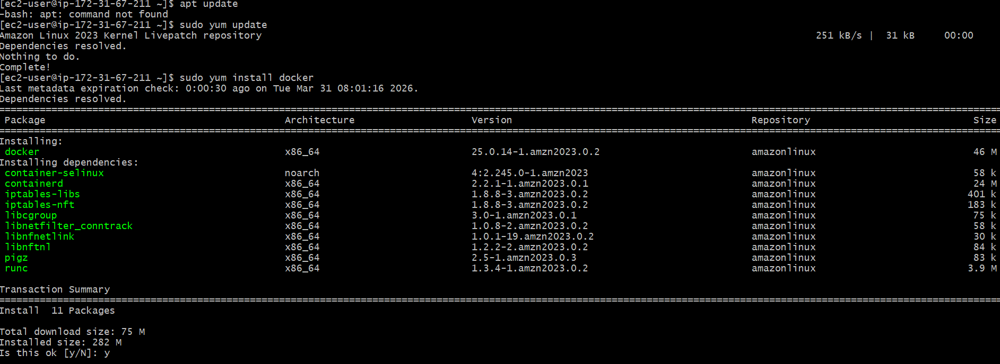 [ec2-user@ip-172-31-67-211 ~]$ apt update
-bash: apt: command not found
[ec2-user@ip-172-31-67-211 ~]$ sudo yum update
Amazon Linux 2023 Kernel Livepatch repository 251 kB/s | 31 kB 00:00
Dependencies resolved.
Nothing to do.
Complete!
[ec2-user@ip-172-31-67-211 ~]$ sudo yum install docker
Last metadata expiration check: 0:00:30 ago on Tue Mar 31 08:01:16 2026.
Dependencies resolved.
Package Architecture Version Repository Size
Installing:
docker x86_64 25.0.14-1.amzn2023.0.2 amazonlinux 46 M
Installing dependencies:
container-selinux noarch 4:2.245.0-1.amzn2023 amazonlinux 58 k
containerd x86_64 2.2.1-1.amzn2023.0.1 amazonlinux 24 M
iptables-libs x86_64 1.8.8-3.amzn2023.0.2 amazonlinux 401 k
iptables-nft x86_64 1.8.8-3.amzn2023.0.2 amazonlinux 183 k
libcgroup x86_64 3.0-1.amzn2023.0.1 amazonlinux 75 k
libnetfilter_conntrack x86_64 1.0.8-2.amzn2023.0.2 amazonlinux 58 k
libnfnetlink x86_64 1.0.1-19.amzn2023.0.2 amazonlinux 30 k
libnftnl x86_64 1.2.2-2.amzn2023.0.2 amazonlinux 84 k
pigz x86_64 2.5-1.amzn2023.0.3 amazonlinux 83 k
runc x86_64 1.3.4-1.amzn2023.0.2 amazonlinux 3.9 M
Transaction Summary
Install 11 Packages
Total download size: 75 M
Installed size: 282 M
Is this ok [y/N]: y